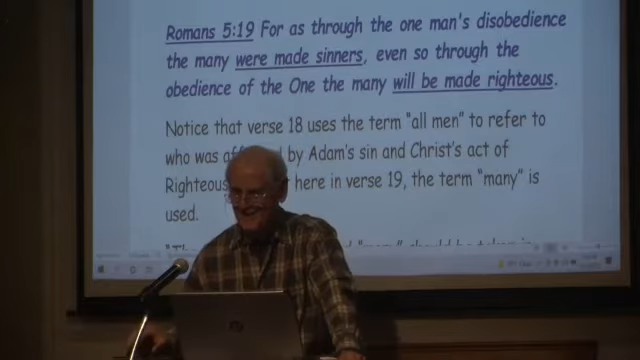 Romans 5:19 For as through the one man's disobedience
the many were made sinners, even so through the
obedience of the One the many will be made righteous.
Notice that verse 18 uses the term "all men" to refer to
who was by Adam's sin and Christ's act of
Righteous here in verse 19, the term "many" is
used.
hp